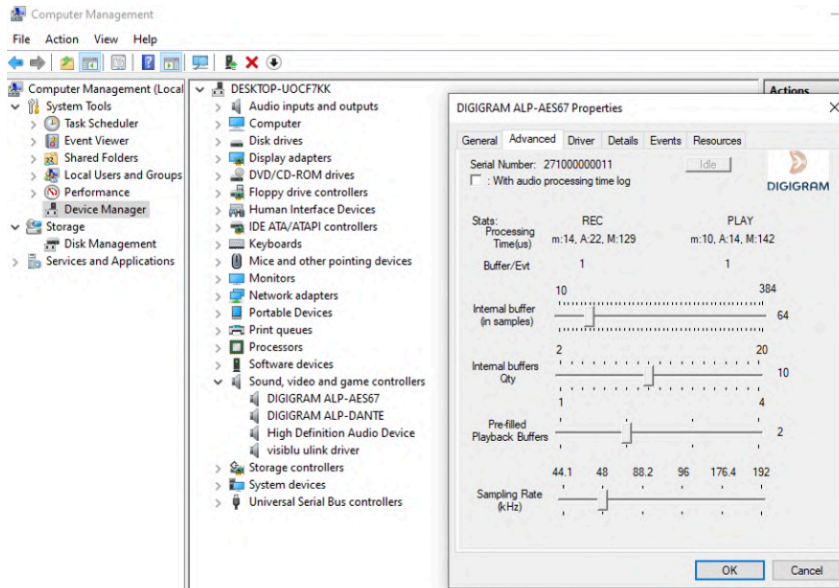 Computer Management
File Action View Help
Computer Management (Local
System Tools
Task Scheduler
Event Viewer
Shared Folders
Local Users and Groups
Performance
Device Manager
Storage
Disk Management
Services and Applications
DESKTOP-UOCF7KK
Audio inputs and outputs
Computer
Disk drives
Display adapters
DVD/CD-ROM drives
Floppy drive controllers
Human Interface Devices
IDE ATA/ATAPI controllers
Keyboards
Mice and other pointing devices
Monitors
Network adapters
Portable Devices
Print queues
Processors
Software devices
Sound, video and game controllers
DIGIGRAM ALP-AES67
DIGIGRAM ALP-DANTE
High Definition Audio Device
visiblu ulink driver
Storage controllers
System devices
Universal Serial Bus controllers
Actions
DIGIGRAM ALP-AES67 Properties
General Advanced Driver Details Events Resources
Serial Number: 271000000011 Idle
: With audio processing time log
DIGIGRAM
Stats: REC PLAY
Processing
Time(us) m:14, A:22, M:129 m:10, A:14, M:142
Buffer/Evt 1 1
10 384
Internal buffer
(in samples) 64
2 20
Internal buffers
Qty 10
1 4
Pre-filled
Playback Buffers 2
44.1 48 88.2 96 176.4 192
Sampling Rate
(kHz)
OK Cancel